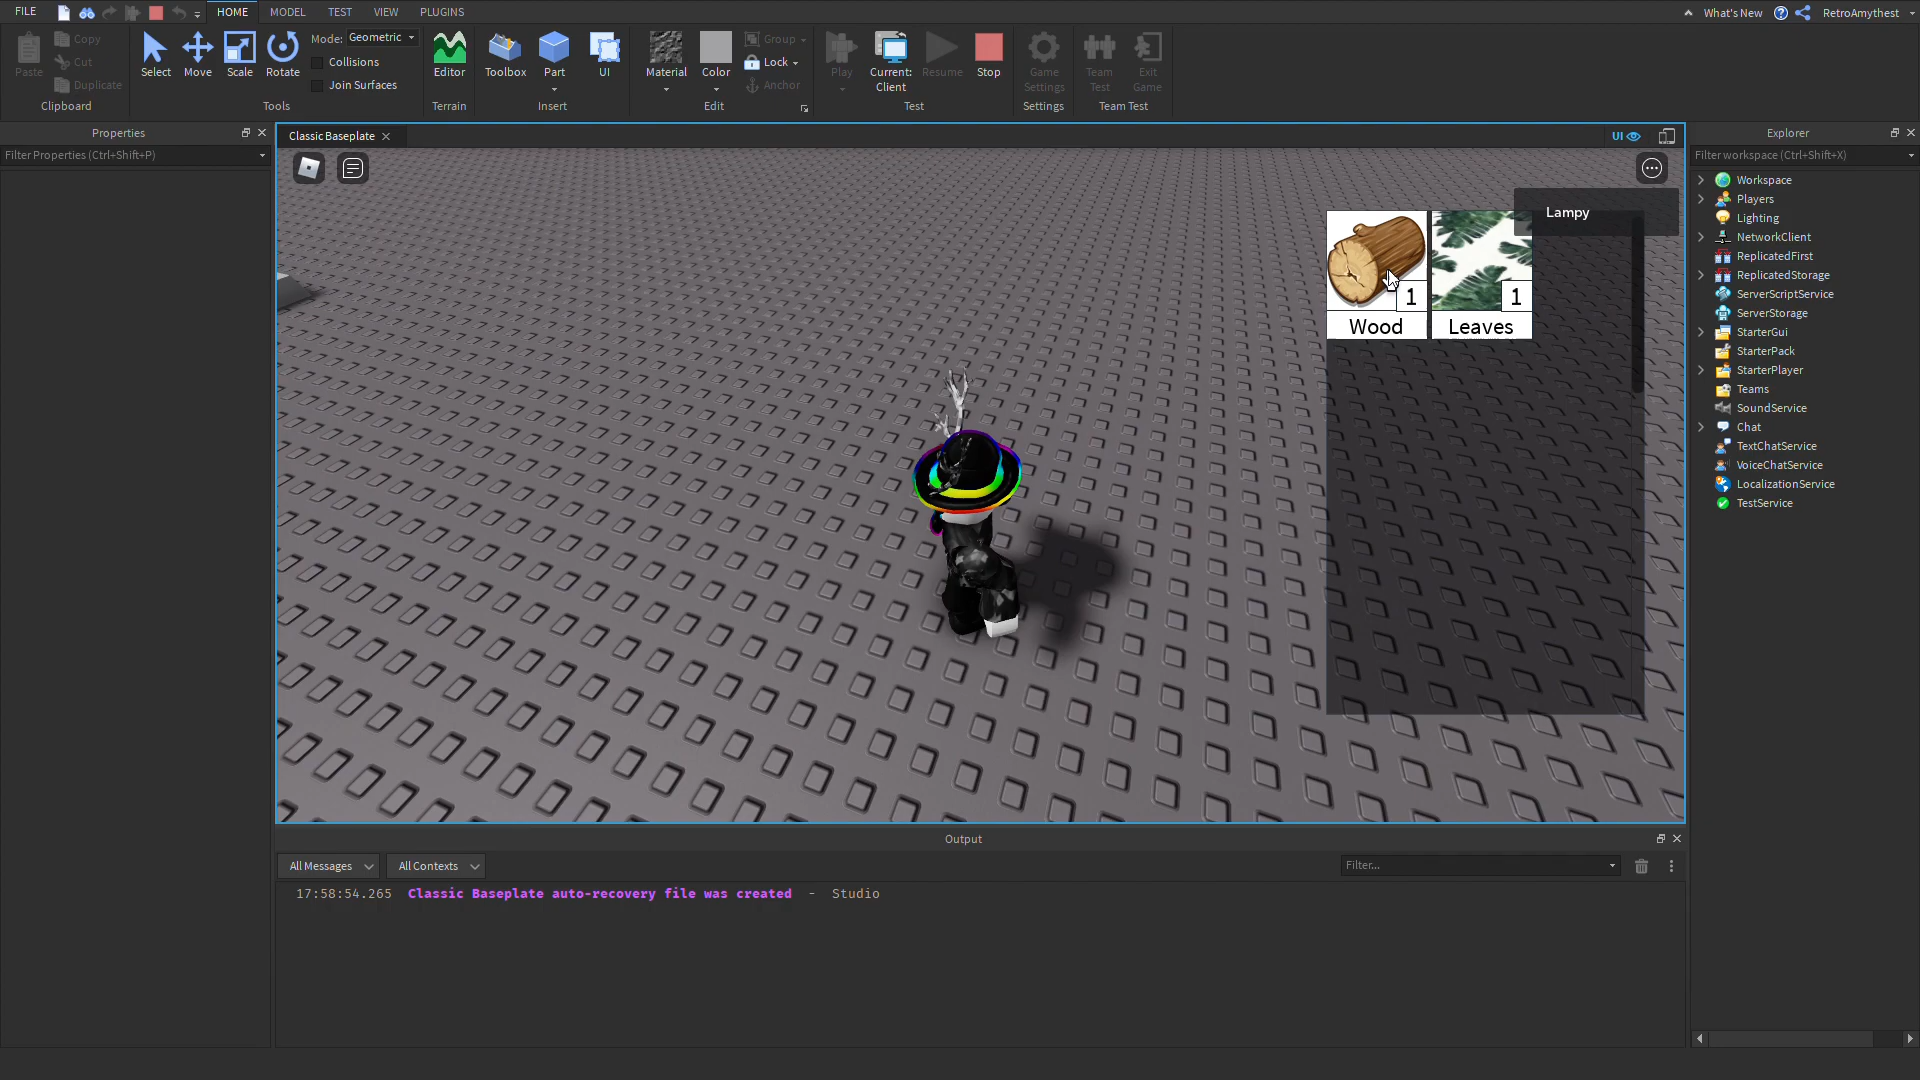 FILE HOME MODEL TEST VIEW PLUGINS What's New RetroAmythest
Paste Copy Cut Duplicate Clipboard
Select Move Scale Rotate Mode: Geometric Collisions Join Surfaces Tools
Editor Terrain
Toolbox Part UI Insert
Material Color Group Lock Anchor Edit
Play Current: Client Resume Stop Test
Game Settings Settings
Team Test Exit Game Team Test
Properties
Filter Properties (Ctrl+Shift+P)
Classic Baseplate
UI
Lampy
1 1
Wood Leaves
Explorer
Filter workspace (Ctrl+Shift+X)
Workspace
Players
Lighting
NetworkClient
ReplicatedFirst
ReplicatedStorage
ServerScriptService
ServerStorage
StarterGui
StarterPack
StarterPlayer
Teams
SoundService
Chat
TextChatService
VoiceChatService
LocalizationService
TestService
Output
All Messages All Contexts Filter...
17:58:54.265 Classic Baseplate auto-recovery file was created - Studio